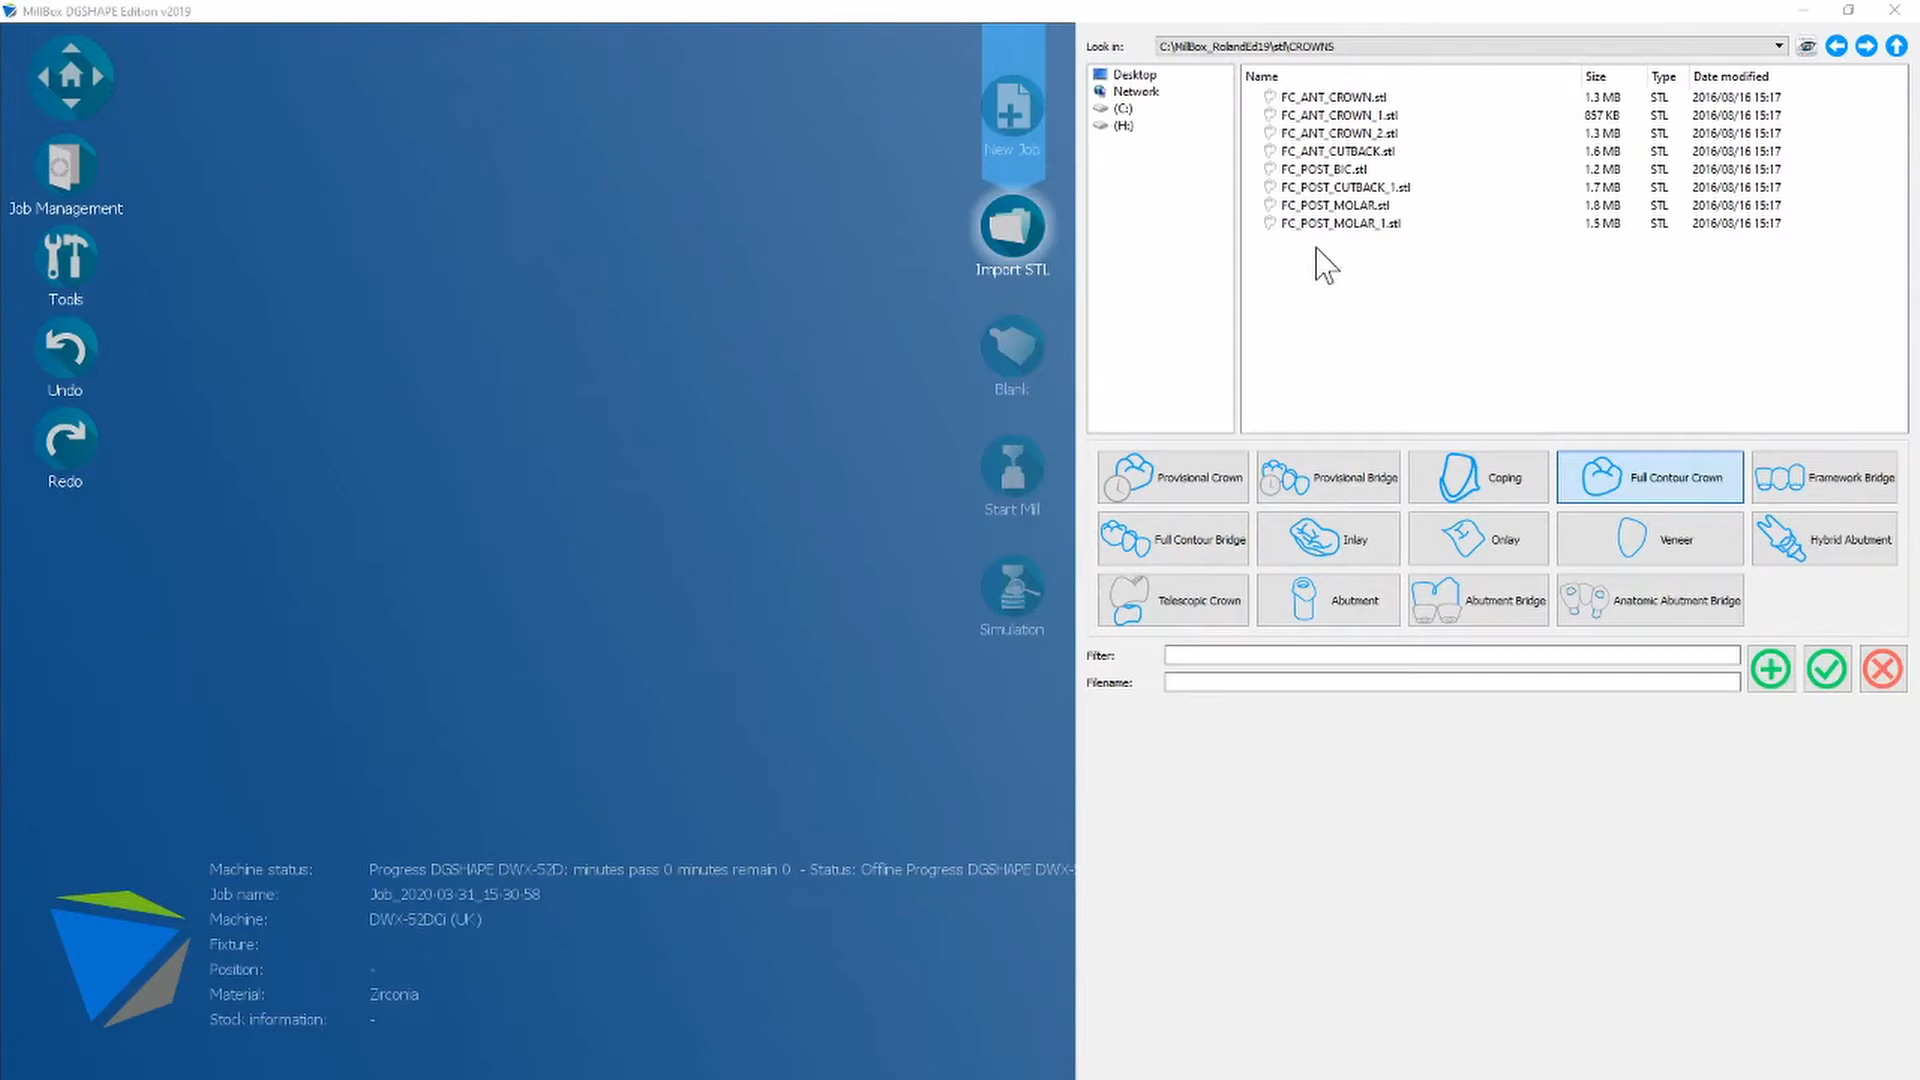 MillBox DGSHAPE Edition v2019
Job Management
Tools
Undo
Redo
New Job
Import STL
Blank
Start Mill
Simulation
Look in: C:\MillBox_RolandEd19\stl\CROWNS
Desktop
Network
(C:)
(H:)
Name Size Type Date modified
FC_ANT_CROWN.stl 1.3 MB STL 2016/08/16 15:17
FC_ANT_CROWN_1.stl 857 KB STL 2016/08/16 15:17
FC_ANT_CROWN_2.stl 1.3 MB STL 2016/08/16 15:17
FC_ANT_CUTBACK.stl 1.6 MB STL 2016/08/16 15:17
FC_POST_BIC.stl 1.2 MB STL 2016/08/16 15:17
FC_POST_CUTBACK_1.stl 1.7 MB STL 2016/08/16 15:17
FC_POST_MOLAR.stl 1.8 MB STL 2016/08/16 15:17
FC_POST_MOLAR_1.stl 1.5 MB STL 2016/08/16 15:17
Provisional Crown Provisional Bridge Coping Full Contour Crown Framework Bridge
Full Contour Bridge Inlay Onlay Veneer Hybrid Abutment
Telescopic Crown Abutment Abutment Bridge Anatomic Abutment Bridge
Filter:
Filename:
Machine status: Progress DGSHAPE DWX-52D: minutes pass 0 minutes remain 0 - Status: Offline Progress DGSHAPE DWX-
Job name: Job_2020-03-31_15-30-58
Machine: DWX-52DCi (UK)
Fixture:
Position: -
Material: Zirconia
Stock information: -